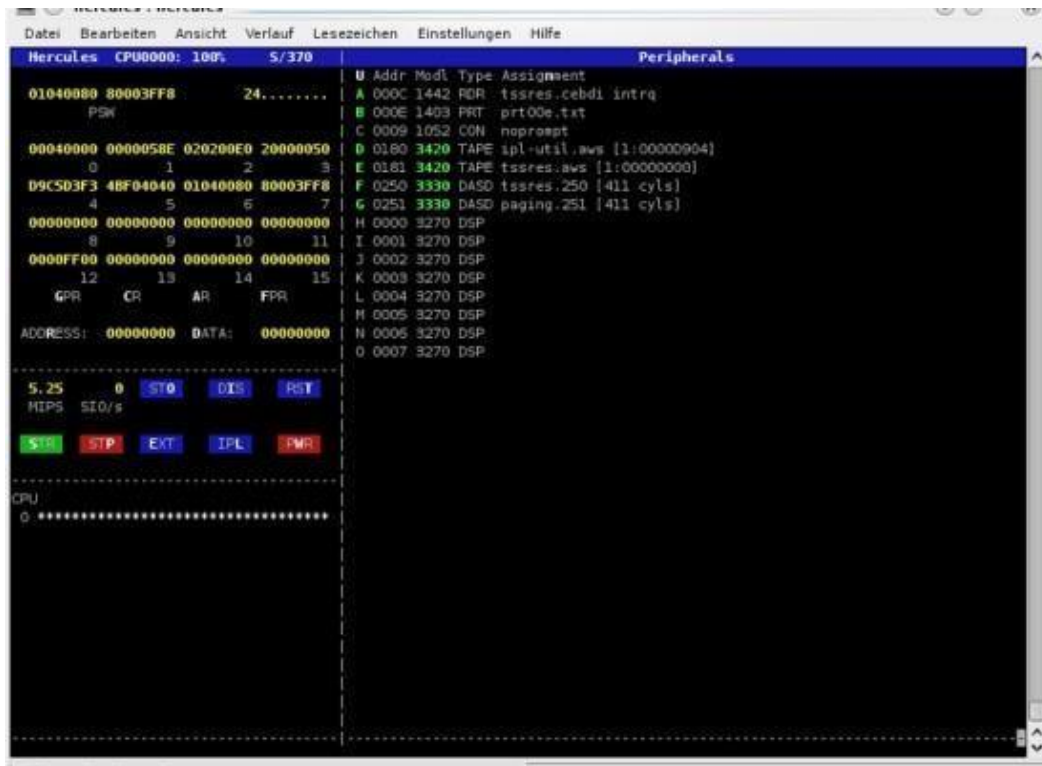 Hercules : Hercules
Datei Bearbeiten Ansicht Verlauf Lesezeichen Einstellungen Hilfe
Hercules CPU0000: 100% S/370 Peripherals
U Addr Modl Type Assignment
01040080 80003FF8 24........ A 000C 1442 RDR tssres.cebdi intrq
PSW B 000E 1403 PRT prt00e.txt
C 0009 1052 CON noprompt
00040000 0000058E 020200E0 20000050 D 0180 3420 TAPE ipl-util.aws [1:00000904]
0 1 2 3 E 0181 3420 TAPE tssres.aws [1:00000000]
D9C5D3F3 4BF04040 01040080 80003FF8 F 0250 3330 DASD tssres.250 [411 cyls]
4 5 6 7 G 0251 3330 DASD paging.251 [411 cyls]
00000000 00000000 00000000 00000000 H 0000 3270 DSP
8 9 10 11 I 0001 3270 DSP
0000FF00 00000000 00000000 00000000 J 0002 3270 DSP
12 13 14 15 K 0003 3270 DSP
GPR CR AR FPR L 0004 3270 DSP
M 0005 3270 DSP
ADDRESS: 00000000 DATA: 00000000 N 0006 3270 DSP
O 0007 3270 DSP
5.25 0 STO DIS RST
MIPS SIO/s
STR STP EXT IPL PWR
CPU
0 **********************************